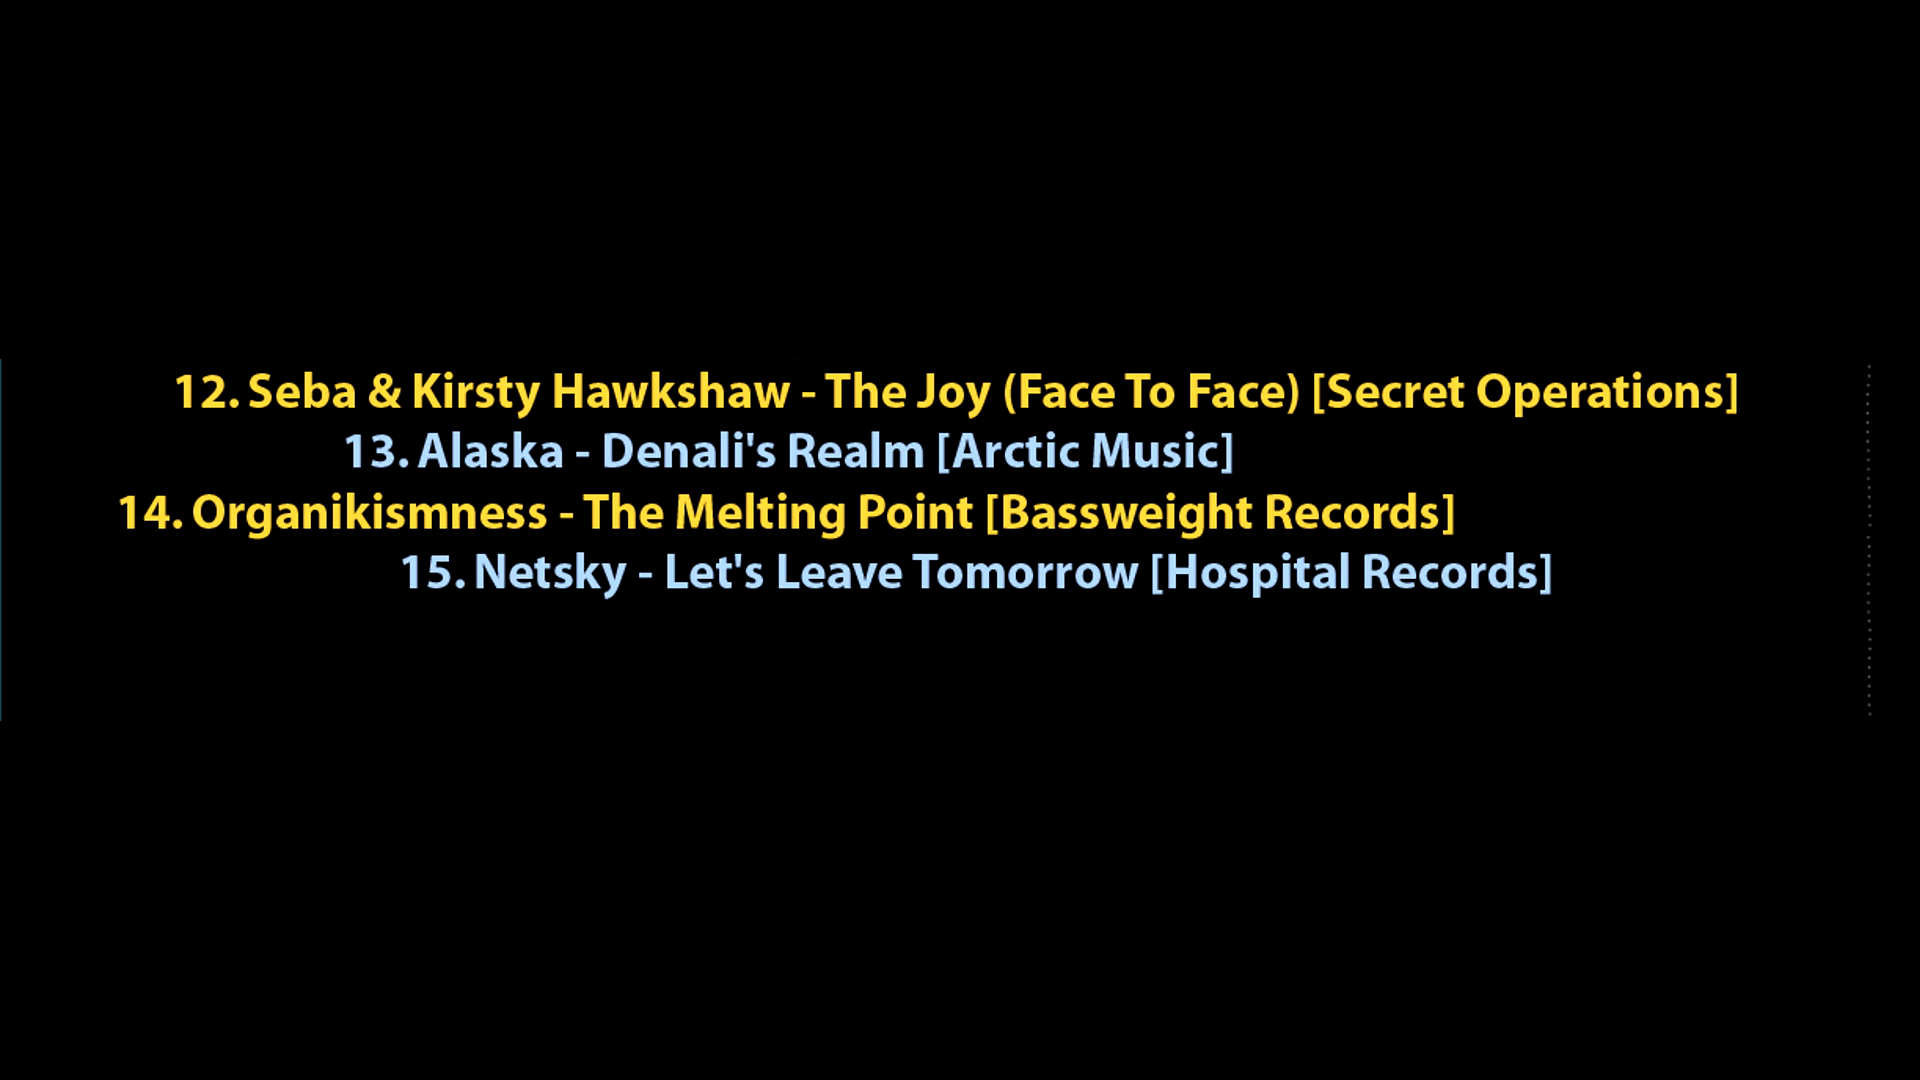 12. Seba & Kirsty Hawkshaw - The Joy (Face To Face) [Secret Operations]
13. Alaska - Denali's Realm [Arctic Music]
14. Organikismness - The Melting Point [Bassweight Records]
15. Netsky - Let's Leave Tomorrow [Hospital Records]